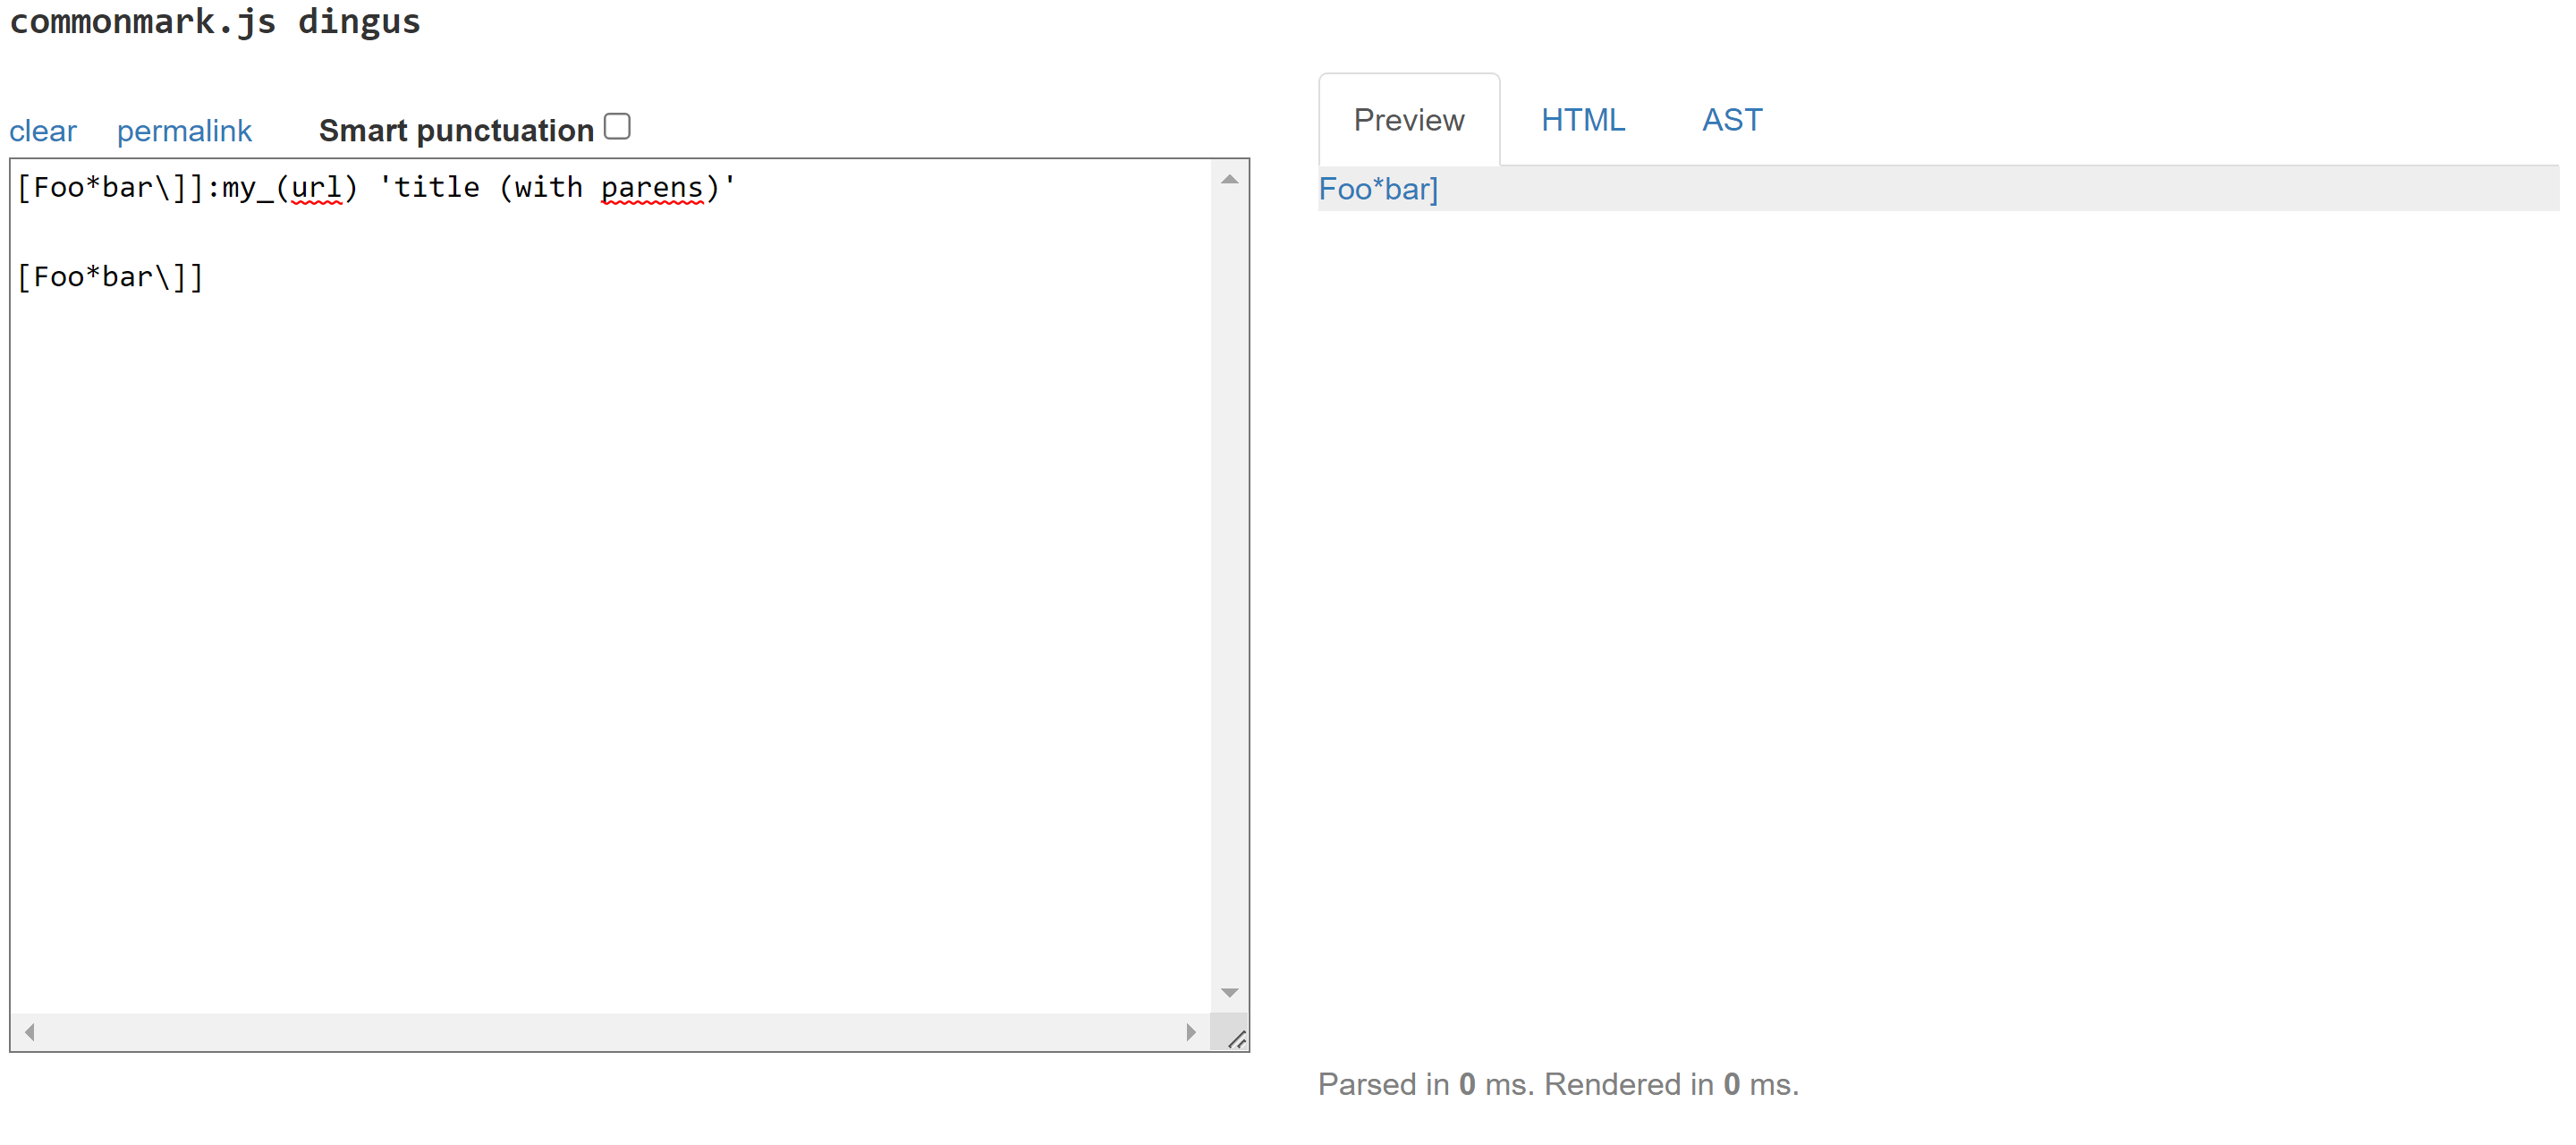 commonmark.js dingus
clear permalink Smart punctuation
Preview HTML AST
[Foo*bar\]]:my_(url) 'title (with parens)'
[Foo*bar\]]
Foo*bar]
Parsed in 0 ms. Rendered in 0 ms.